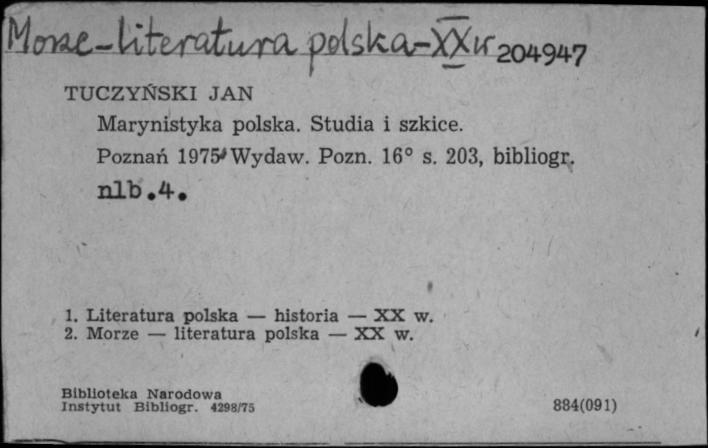 Morze-literatura polska-XXw 204947
TUCZYŃSKI JAN
Marynistyka polska. Studia i szkice.
Poznań 1975 Wydaw. Pozn. 16° s. 203, bibliogr.
nlb.4.
1. Literatura polska — historia — XX w.
2. Morze — literatura polska — XX w.
Biblioteka Narodowa
Instytut Bibliogr. 4298/75
884(091)